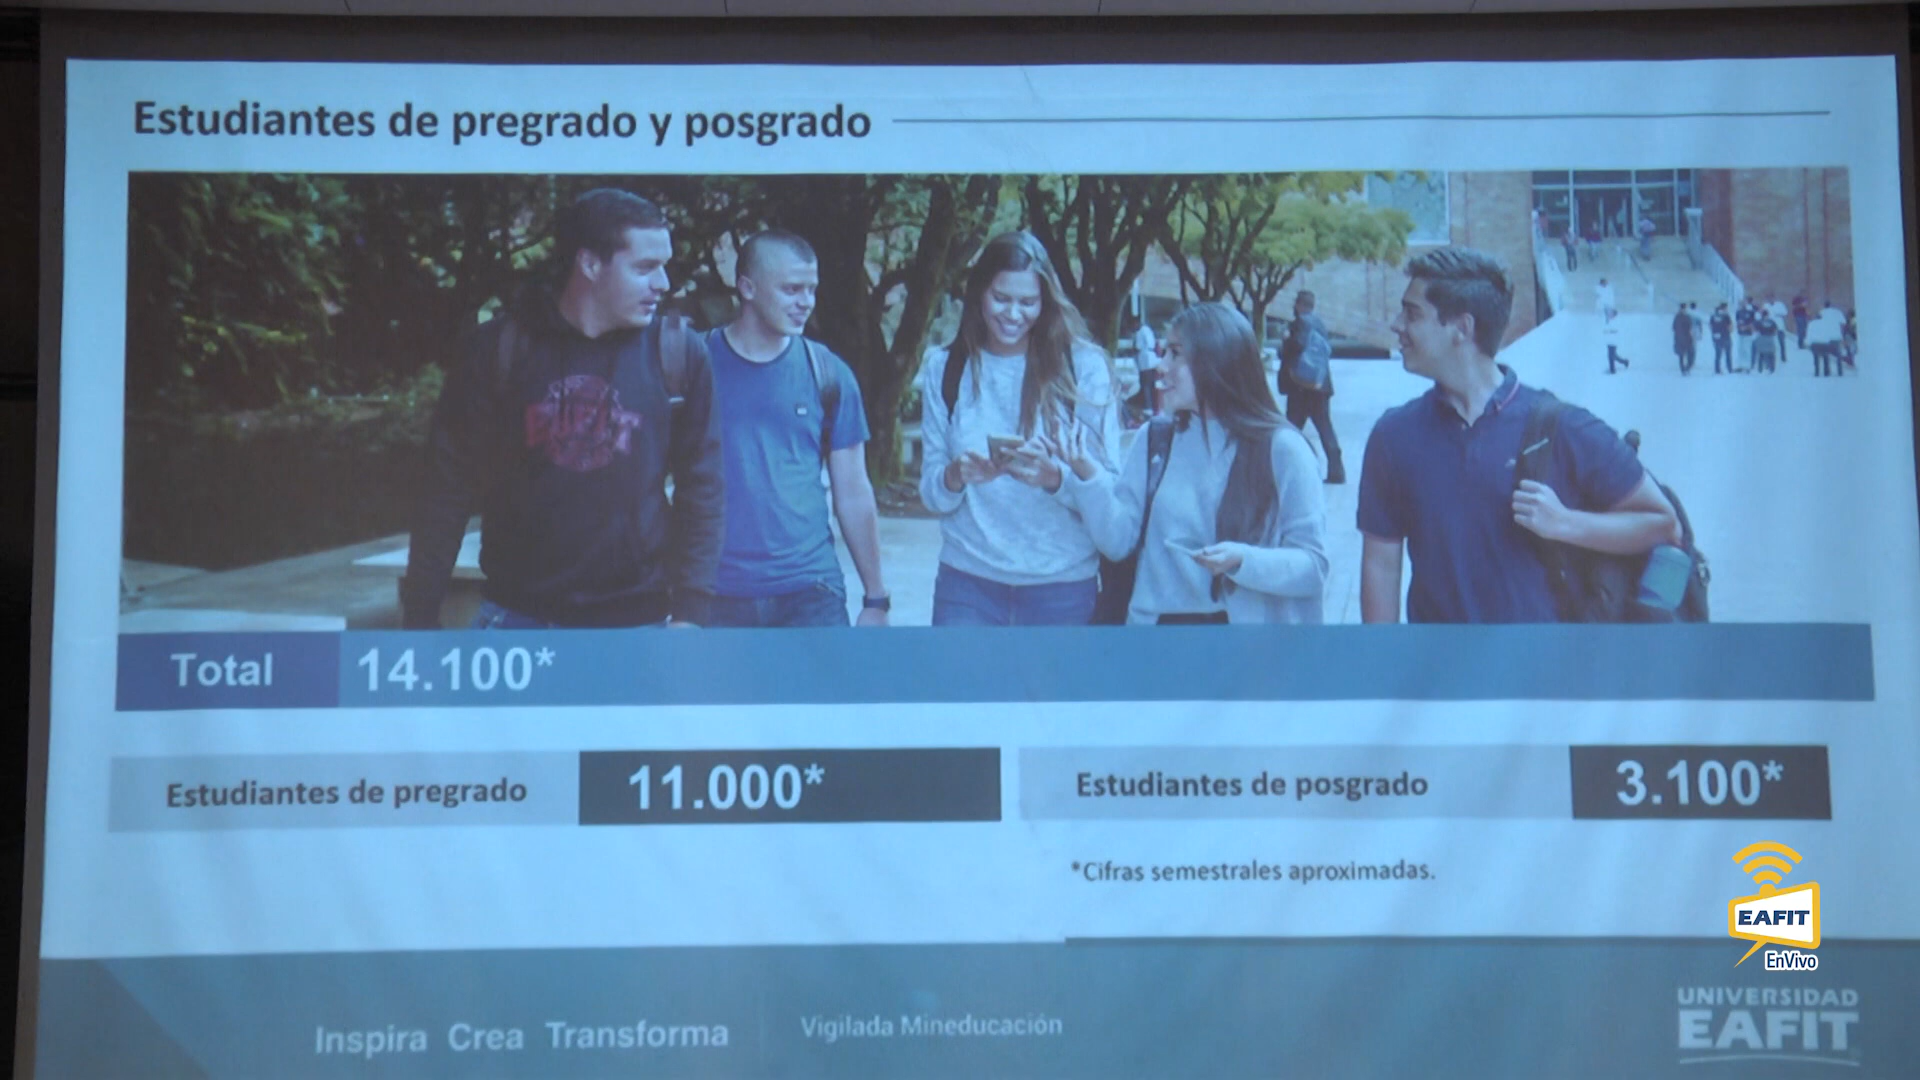 Estudiantes de pregrado y posgrado
Total 14.100*
Estudiantes de pregrado 11.000*
Estudiantes de posgrado 3.100*
*Cifras semestrales aproximadas.
EAFIT
EnVivo
Inspira Crea Transforma
Vigilada Mineducación
UNIVERSIDAD
EAFIT